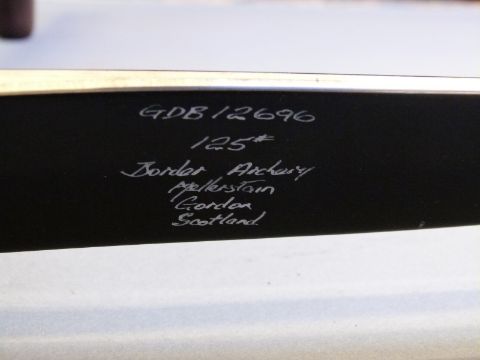 GDB12696
125#
Border Archery
Mellerstain
Gordon
Scotland